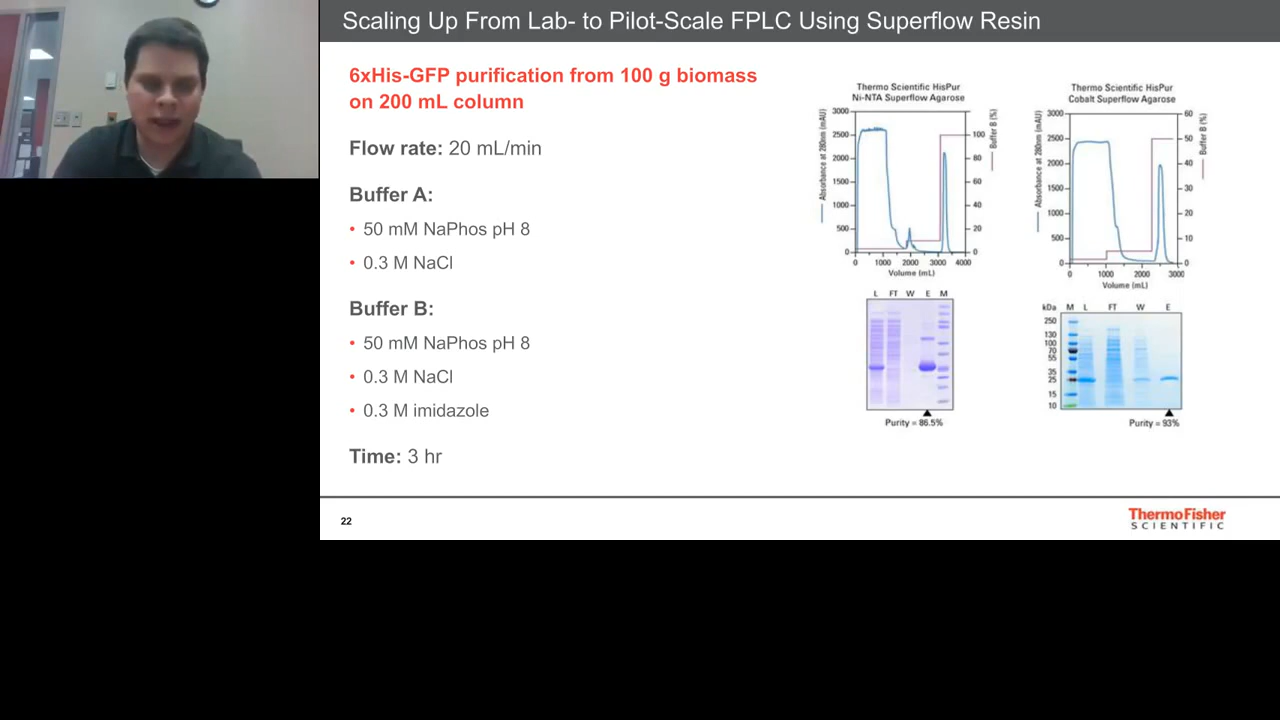 Scaling Up From Lab- to Pilot-Scale FPLC Using Superflow Resin
6xHis-GFP purification from 100 g biomass
on 200 mL column
Flow rate: 20 mL/min
Buffer A:
• 50 mM NaPhos pH 8
• 0.3 M NaCl
Buffer B:
• 50 mM NaPhos pH 8
• 0.3 M NaCl
• 0.3 M imidazole
Time: 3 hr
Thermo Scientific HisPur
Ni-NTA Superflow Agarose
Absorbance at 280nm (mAU)
3000
2500
2000
1500
1000
500
0
100
80
60
40
20
0
Buffer B (%)
0 1000 2000 3000 4000
Volume (mL)
L FT W E M
Purity = 86.5%
Thermo Scientific HisPur
Cobalt Superflow Agarose
Absorbance at 280nm (mAU)
3000
2500
2000
1500
1000
500
0
60
50
40
30
20
10
0
Buffer B (%)
0 1000 2000 3000
Volume (mL)
kDa M L FT W E
250
130
100
70
55
35
25
15
10
Purity = 93%
22
ThermoFisher
SCIENTIFIC